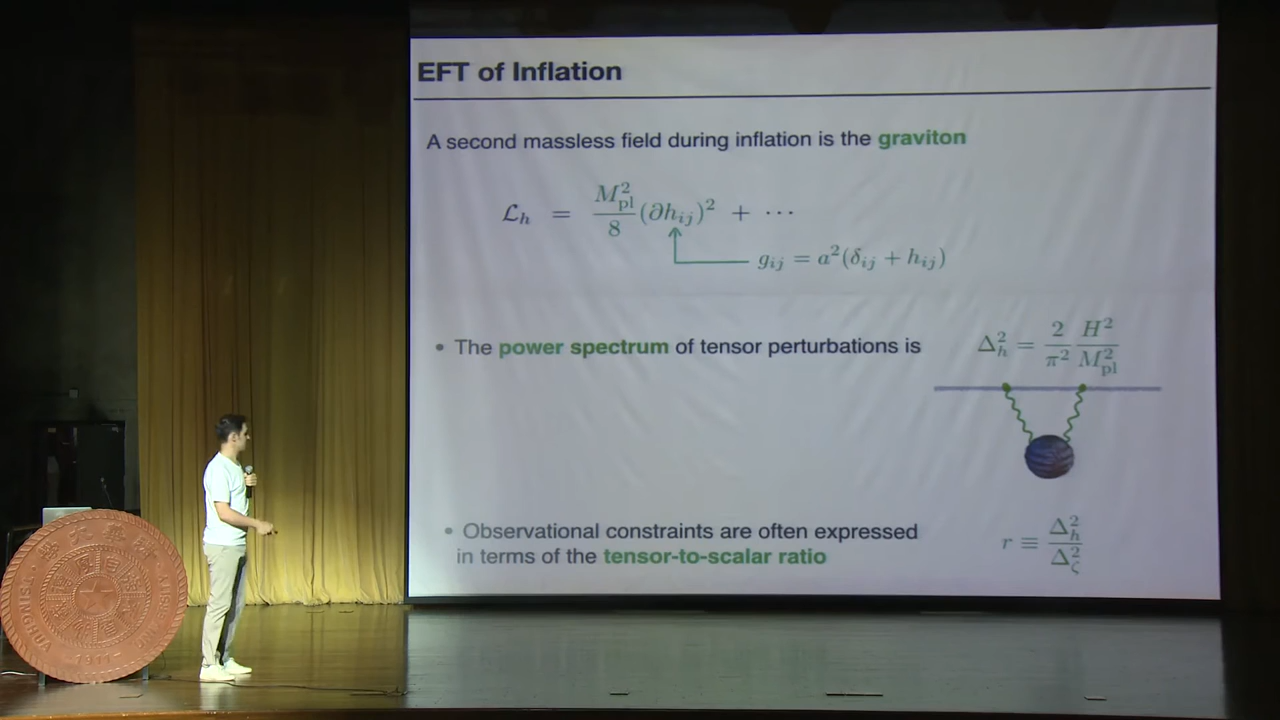 EFT of Inflation
A second massless field during inflation is the graviton
ℒ_h = M_pl^2/8 (∂h_ij)^2 + ⋯
g_ij = a^2(δ_ij + h_ij)
• The power spectrum of tensor perturbations is Δ_h^2 = 2/π^2 H^2/M_pl^2
• Observational constraints are often expressed
in terms of the tensor-to-scalar ratio
r ≡ Δ_h^2/Δ_ζ^2
TSINGHUA
1911